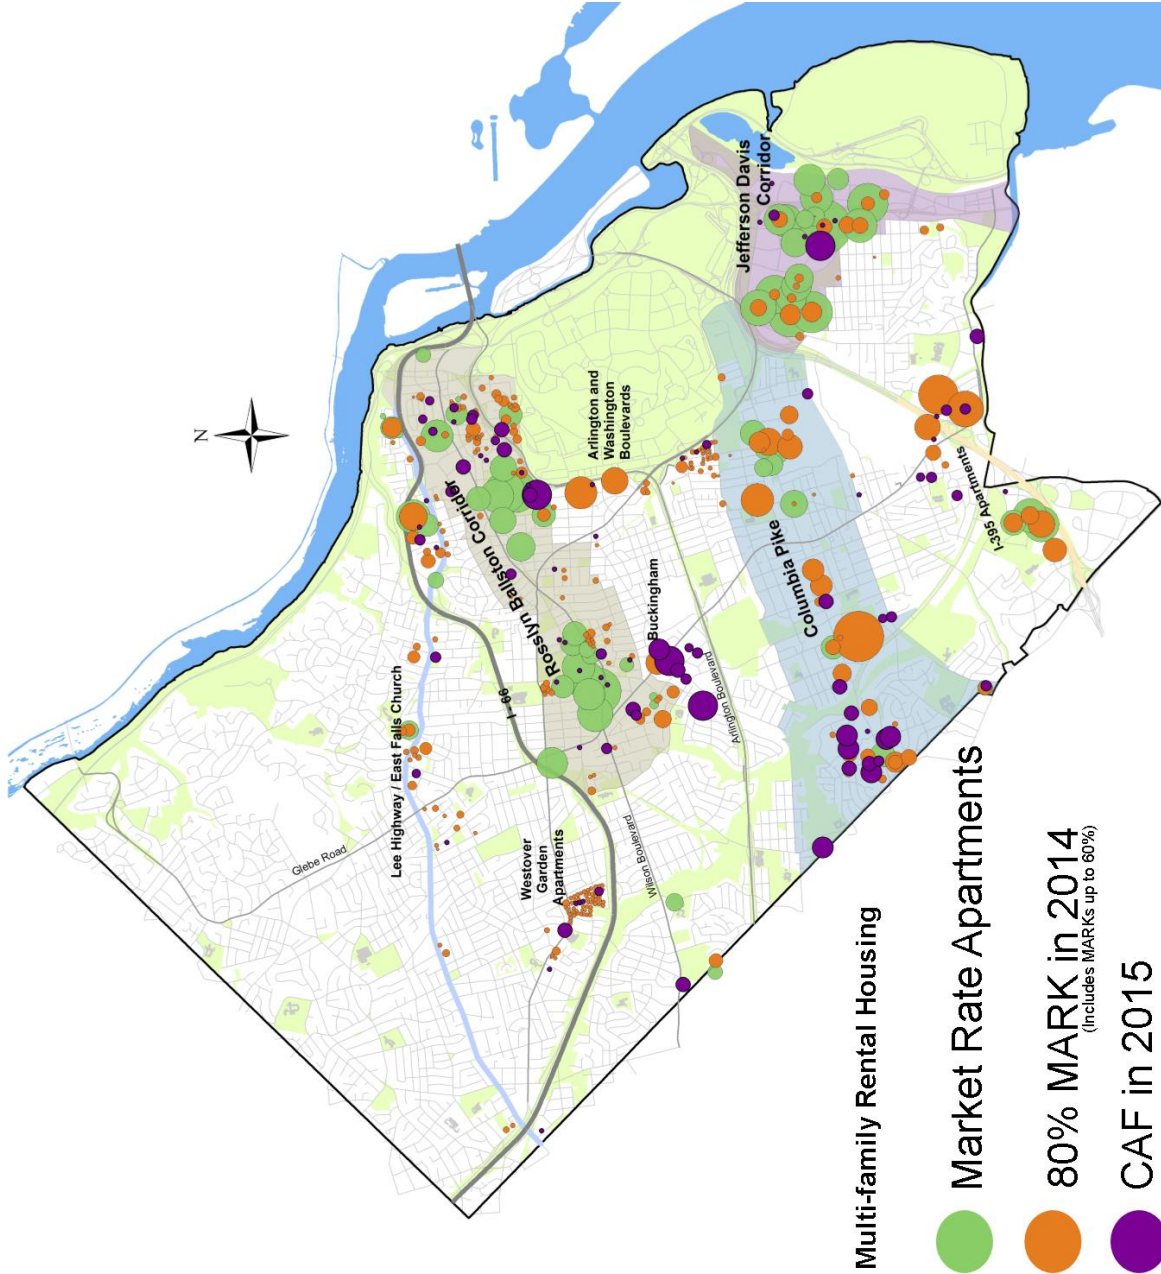 N
Jefferson Davis
Corridor
Arlington and
Washington
Boulevards
Rosslyn Ballston Corridor
I-395 Apartments
Columbia Pike
Buckingham
I - 66
Arlington Boulevard
Lee Highway / East Falls Church
Glebe Road
Westover
Garden
Apartments
Wilson Boulevard
Multi-family Rental Housing
Market Rate Apartments
80% MARK in 2014
(Includes MARKs up to 60%)
CAF in 2015